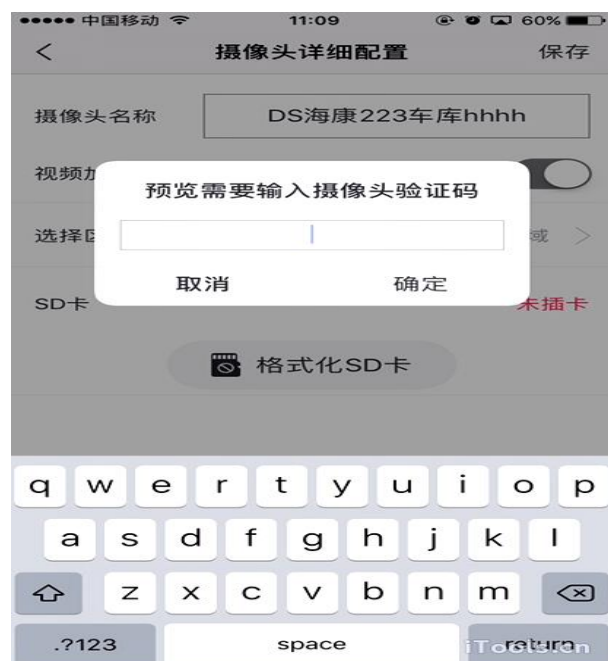 中国移动 11:09 60%
摄像头详细配置 保存
摄像头名称 DS海康223车库hhhh
视频加
预览需要输入摄像头验证码
选择区 域
取消 确定
SD卡 未插卡
格式化SD卡
q w e r t y u i o p
a s d f g h j k l
z x c v b n m
.?123 space return
iTools.cn